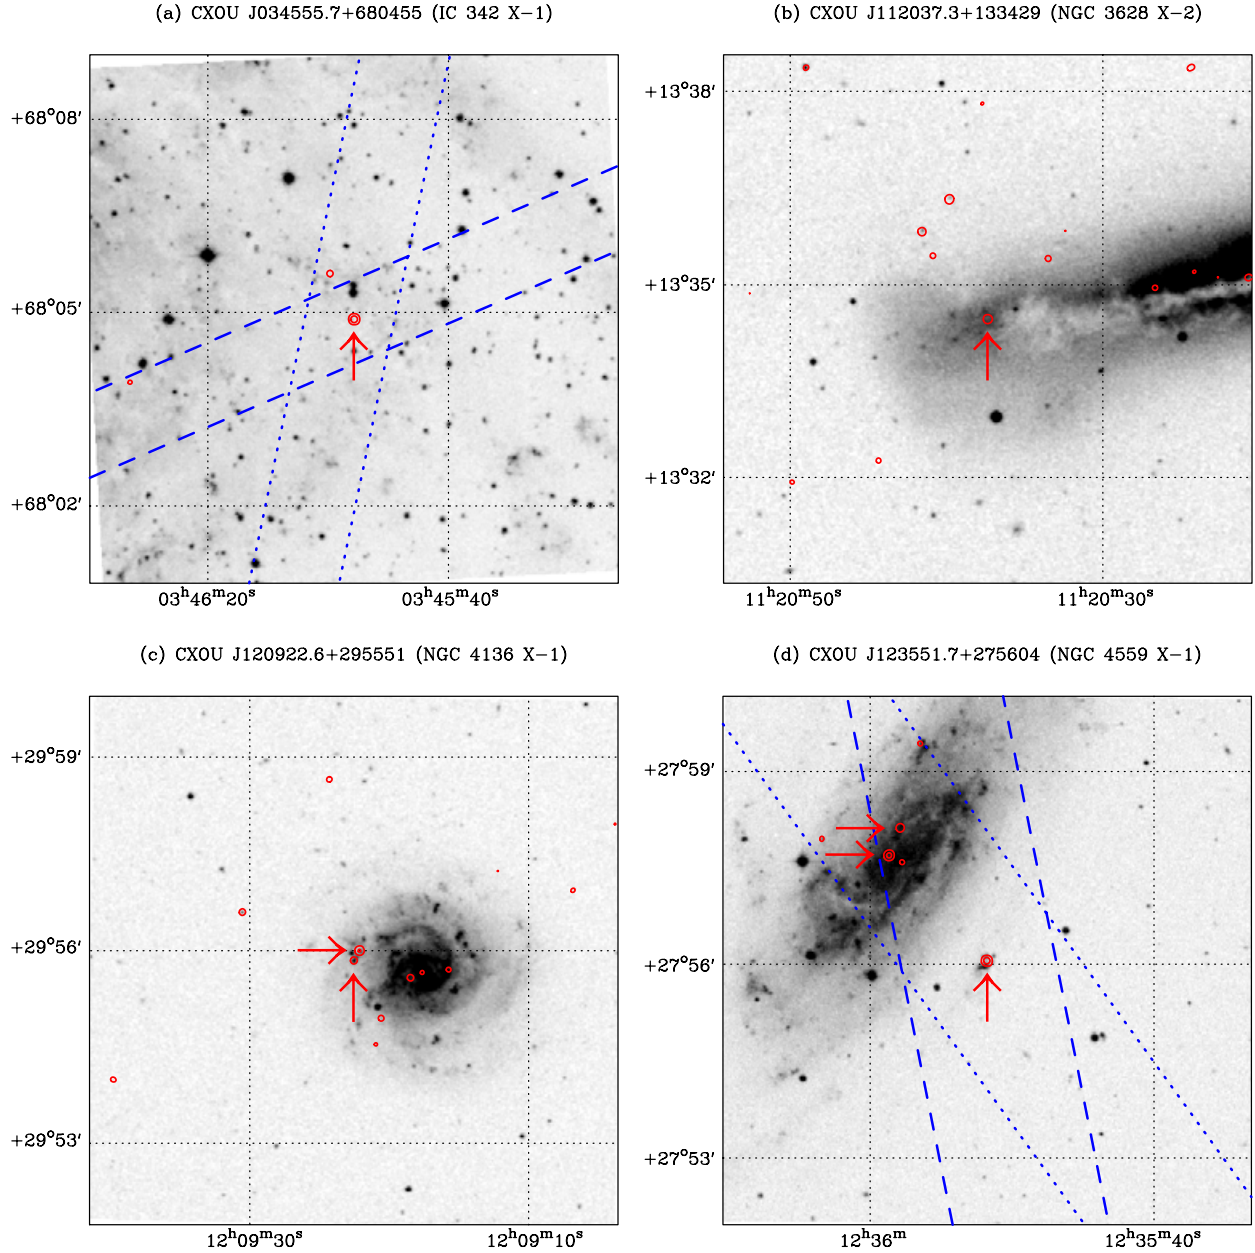 (a) CXOU J034555.7+680455 (IC 342 X−1)
+68°08′
+68°05′
+68°02′
03ʰ46ᵐ20ˢ
03ʰ45ᵐ40ˢ
(b) CXOU J112037.3+133429 (NGC 3628 X−2)
+13°38′
+13°35′
+13°32′
11ʰ20ᵐ50ˢ
11ʰ20ᵐ30ˢ
(c) CXOU J120922.6+295551 (NGC 4136 X−1)
+29°59′
+29°56′
+29°53′
12ʰ09ᵐ30ˢ
12ʰ09ᵐ10ˢ
(d) CXOU J123551.7+275604 (NGC 4559 X−1)
+27°59′
+27°56′
+27°53′
12ʰ36ᵐ
12ʰ35ᵐ40ˢ